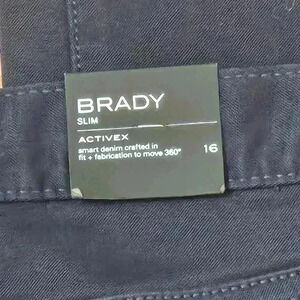 BRADY
SLIM
ACTIVEX
smart denim crafted in
fit + fabrication to move 360°
16